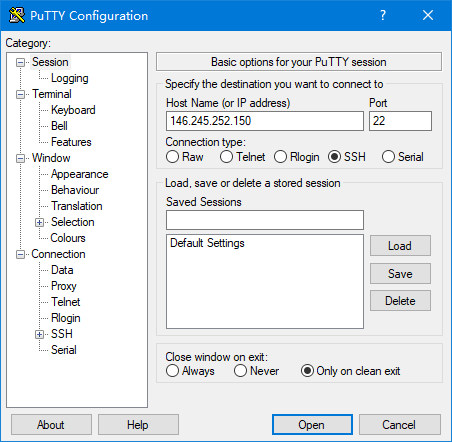 PuTTY Configuration
Category:
Session
Logging
Terminal
Keyboard
Bell
Features
Window
Appearance
Behaviour
Translation
Selection
Colours
Connection
Data
Proxy
Telnet
Rlogin
SSH
Serial
Basic options for your PuTTY session
Specify the destination you want to connect to
Host Name (or IP address) Port
146.245.252.150 22
Connection type:
Raw Telnet Rlogin SSH Serial
Load, save or delete a stored session
Saved Sessions
Default Settings
Load
Save
Delete
Close window on exit:
Always Never Only on clean exit
About Help Open Cancel